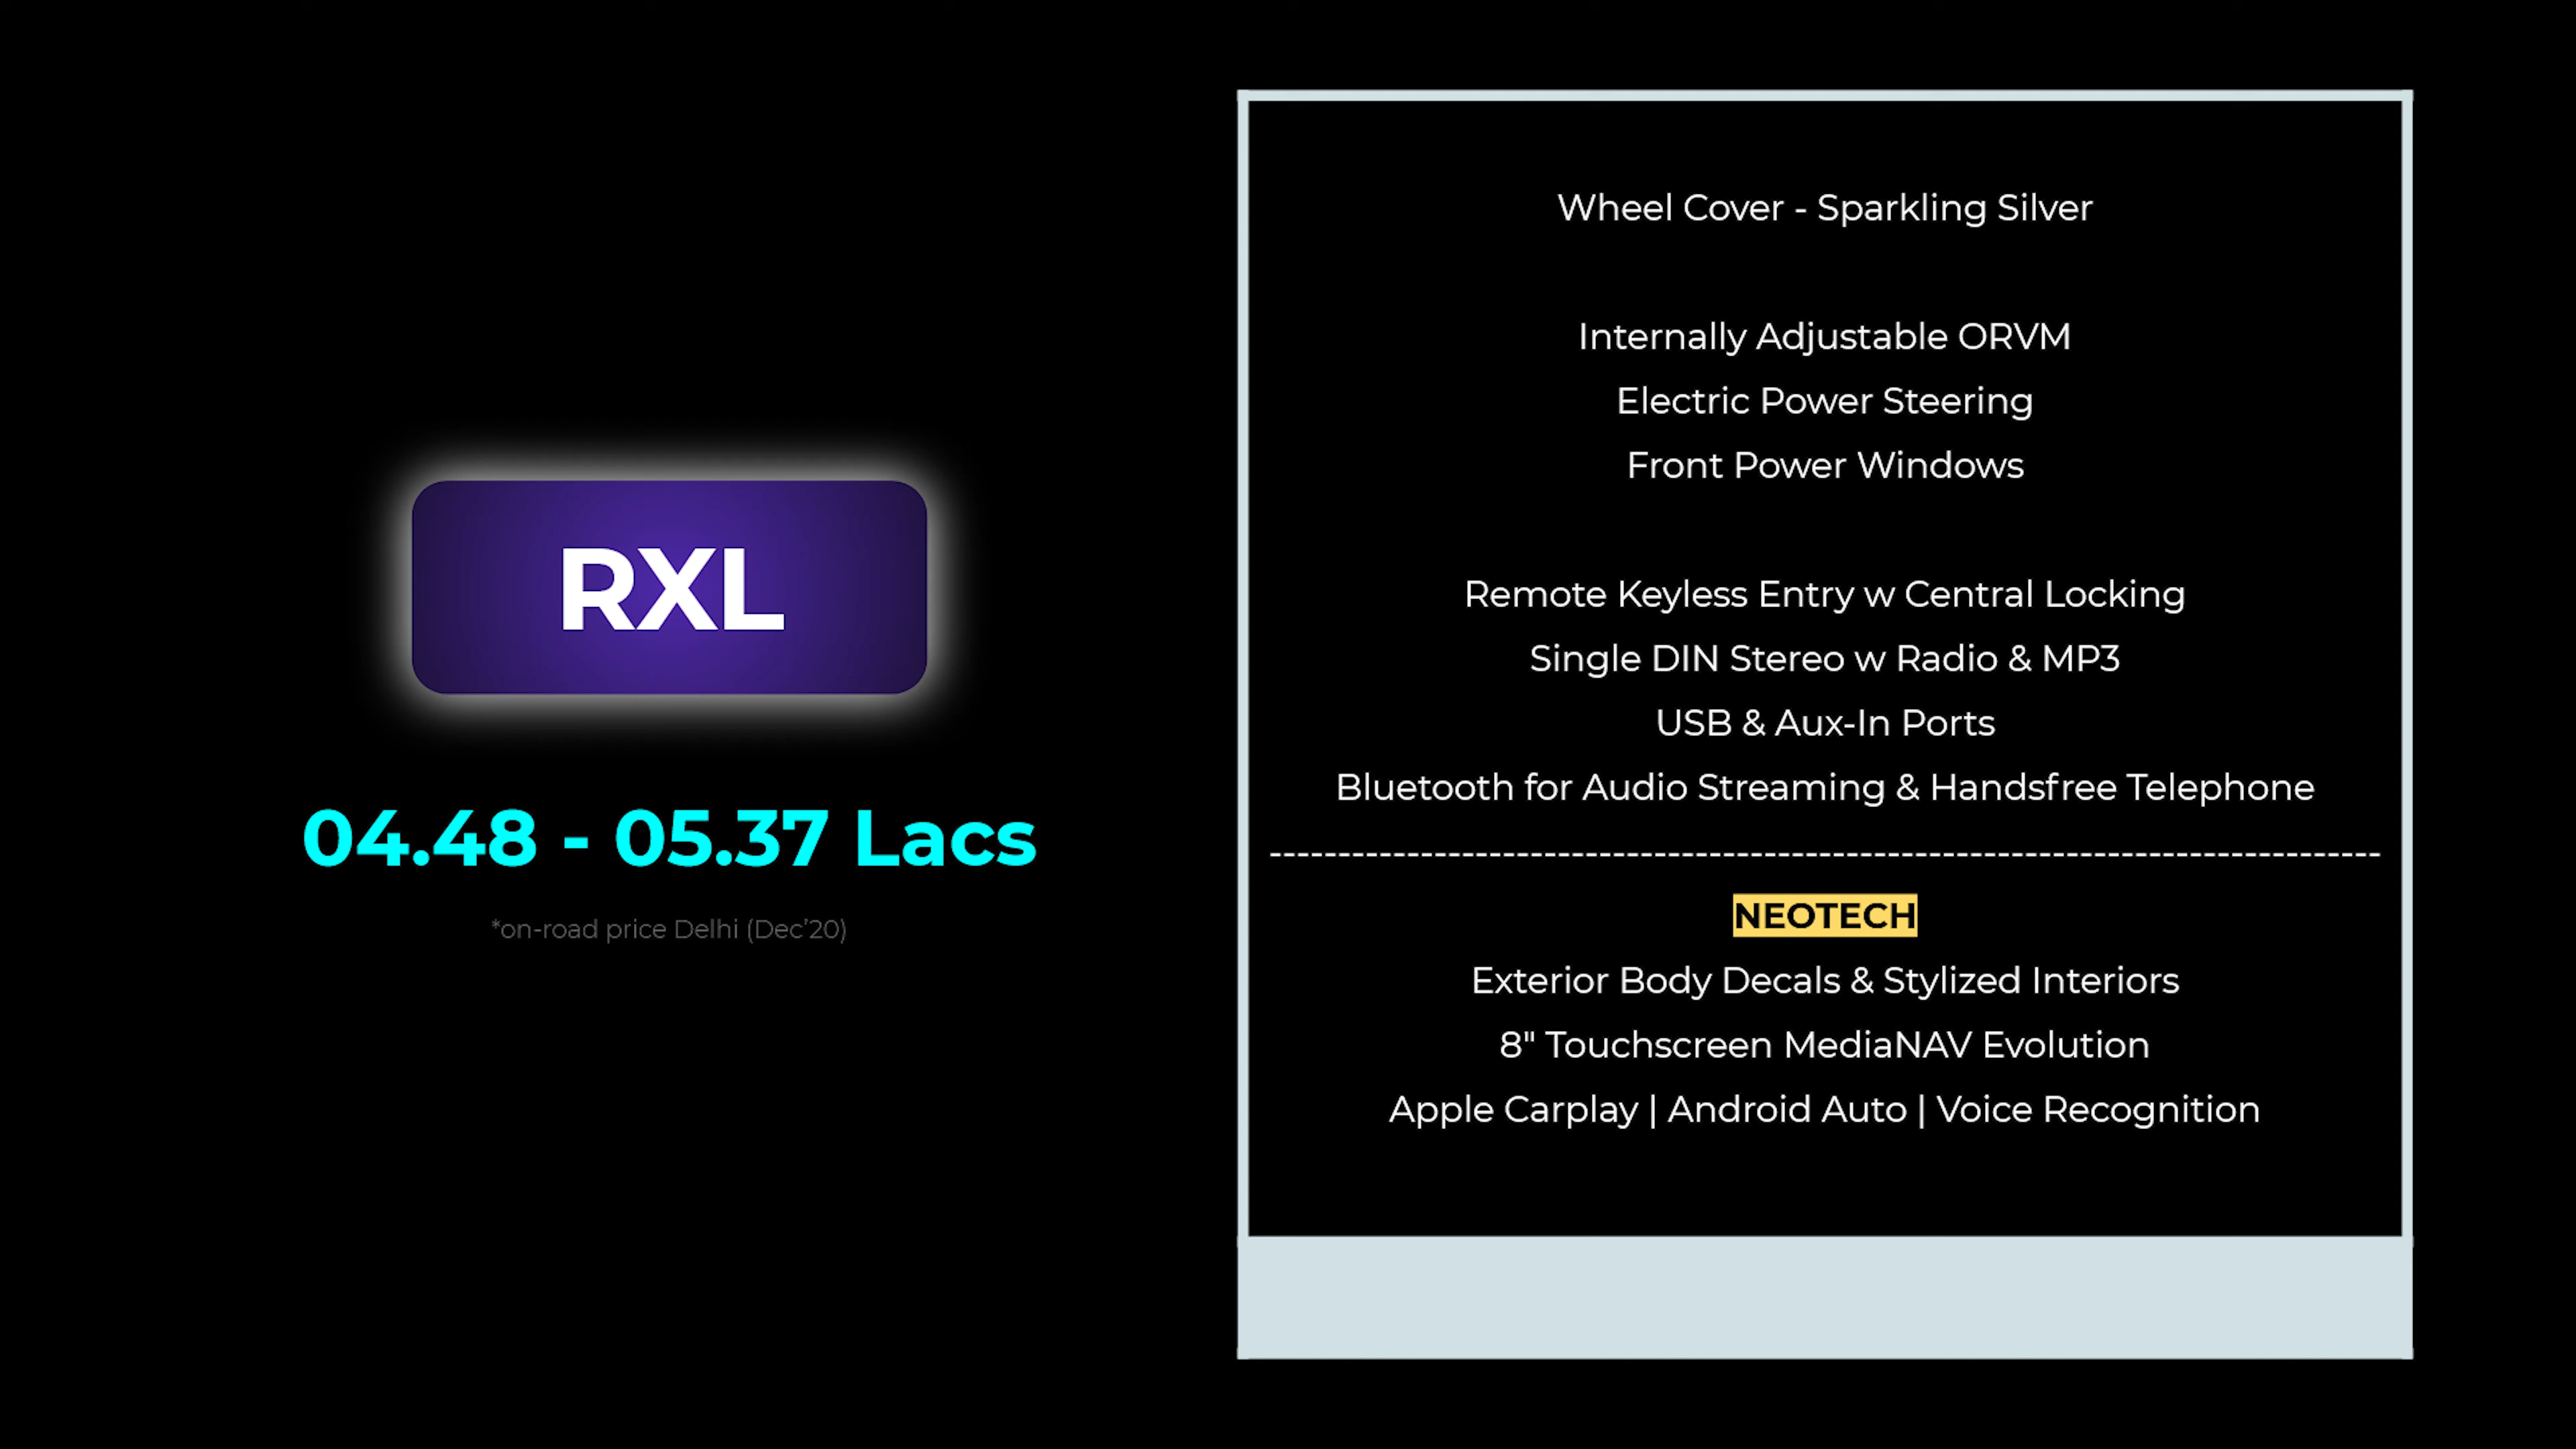 RXL
04.48 - 05.37 Lacs
*on-road price Delhi (Dec'20)
Wheel Cover - Sparkling Silver
Internally Adjustable ORVM
Electric Power Steering
Front Power Windows
Remote Keyless Entry w Central Locking
Single DIN Stereo w Radio & MP3
USB & Aux-In Ports
Bluetooth for Audio Streaming & Handsfree Telephone
NEOTECH
Exterior Body Decals & Stylized Interiors
8" Touchscreen MediaNAV Evolution
Apple Carplay | Android Auto | Voice Recognition